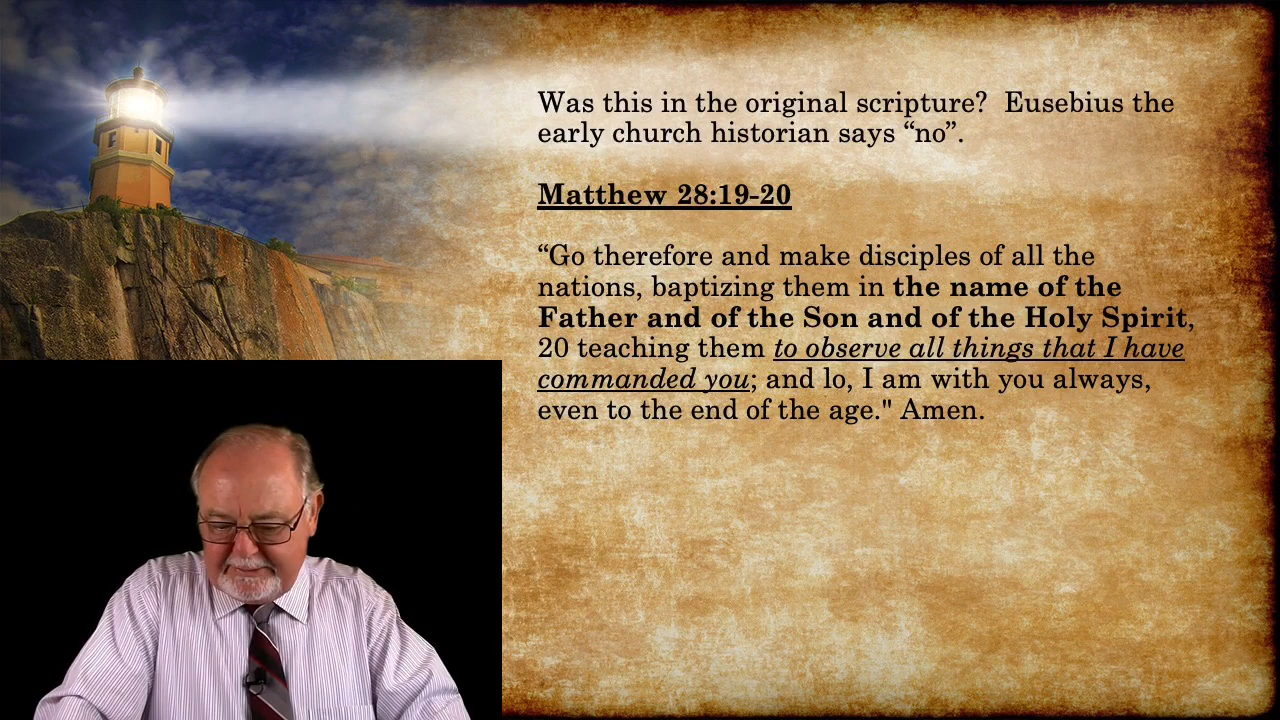 Was this in the original scripture?  Eusebius the
early church historian says “no”.
Matthew 28:19-20
“Go therefore and make disciples of all the
nations, baptizing them in the name of the
Father and of the Son and of the Holy Spirit,
20 teaching them to observe all things that I have
commanded you; and lo, I am with you always,
even to the end of the age." Amen.